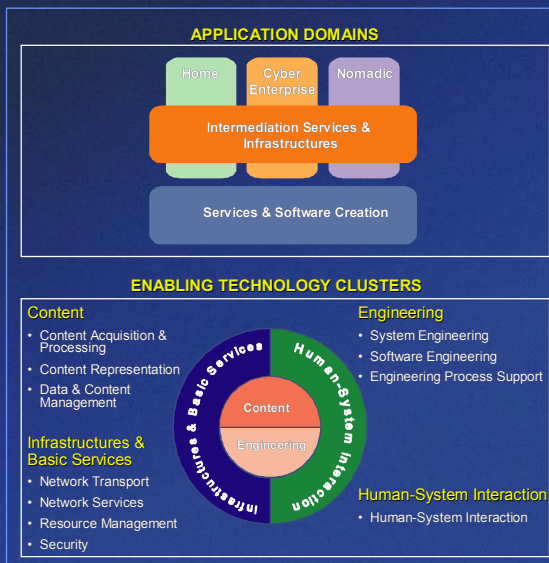 APPLICATION DOMAINS
Home
Cyber
Enterprise
Nomadic
Intermediation Services &
Infrastructures
Services & Software Creation
ENABLING TECHNOLOGY CLUSTERS
Content
• Content Acquisition &
Processing
• Content Representation
• Data & Content
Management
Infrastructures &
Basic Services
• Network Transport
• Network Services
• Resource Management
• Security
Infrastructures & Basic Services
Human-System Interaction
Content
Engineering
Engineering
• System Engineering
• Software Engineering
• Engineering Process Support
Human-System Interaction
• Human-System Interaction